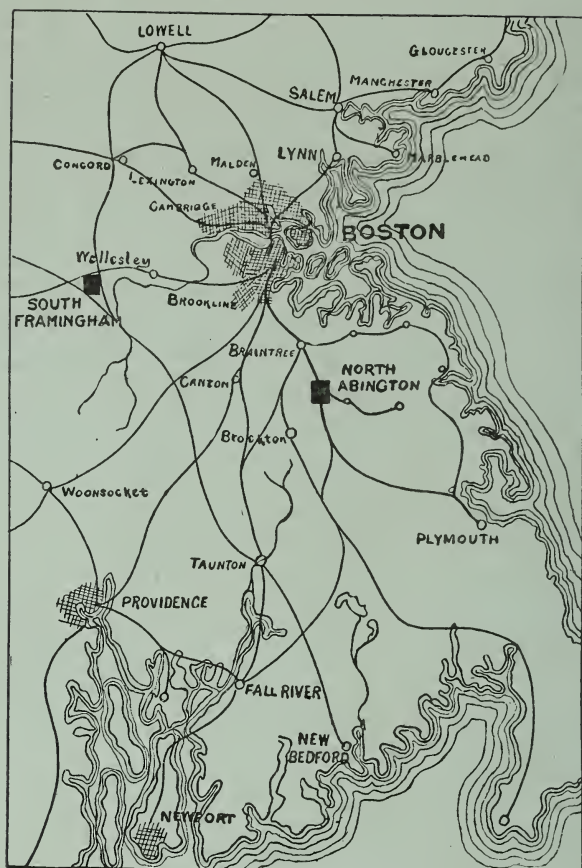 LOWELL
GLOUCESTER
MANCHESTER
SALEM
LYNN
MARBLEHEAD
MALDEN
CONCORD
LEXINGTON
CAMBRIDGE
BOSTON
Wellesley
SOUTH
FRAMINGHAM
BROOKLINE
BRAINTREE
NORTH
ABINGTON
CANTON
BROCKTON
WOONSOCKET
PLYMOUTH
TAUNTON
PROVIDENCE
FALL RIVER
NEW
BEDFORD
NEWPORT